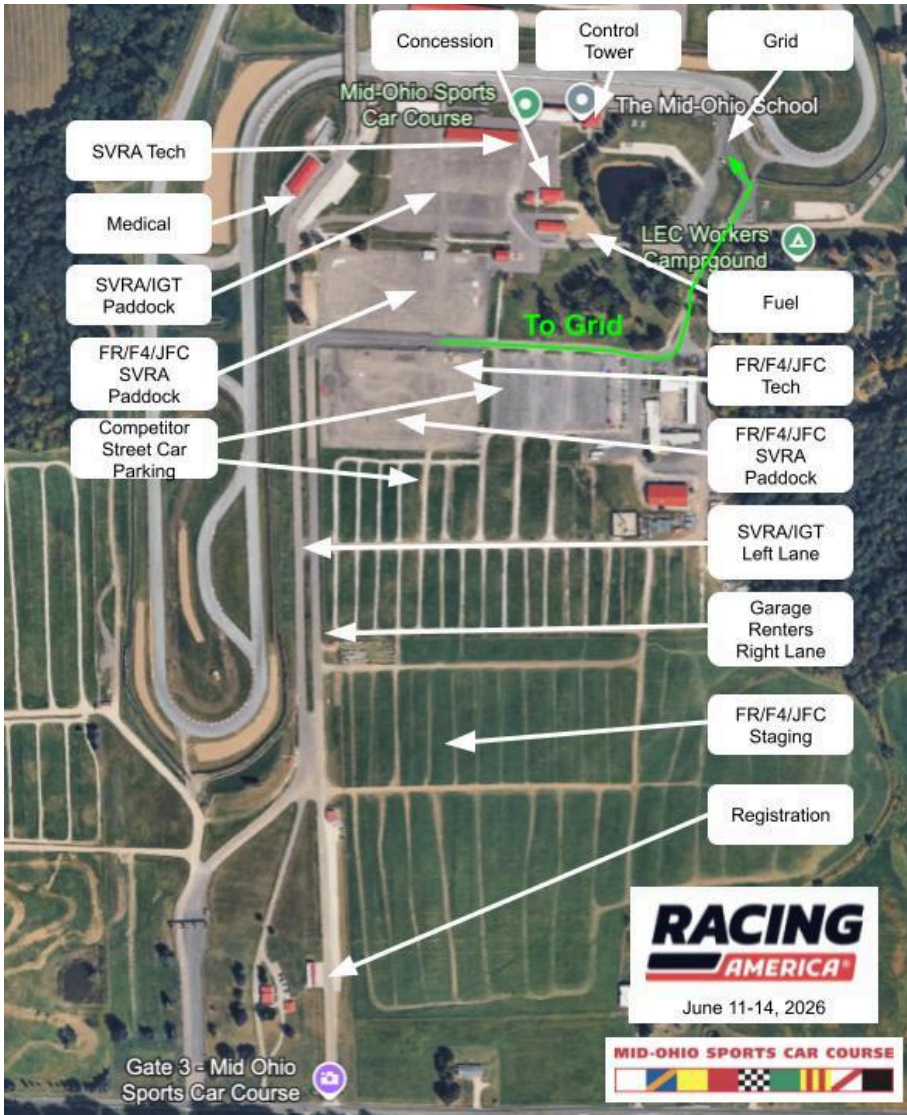 Concession
Control
Tower
Grid
Mid-Ohio Sports
Car Course
The Mid-Ohio School
SVRA Tech
Medical
LEC Workers
Campground
SVRA/IGT
Paddock
Fuel
To Grid
FR/F4/JFC
SVRA
Paddock
FR/F4/JFC
Tech
Competitor
Street Car
Parking
FR/F4/JFC
SVRA
Paddock
SVRA/IGT
Left Lane
Garage
Renters
Right Lane
FR/F4/JFC
Staging
Registration
RACING
AMERICA®
June 11-14, 2026
MID-OHIO SPORTS CAR COURSE
Gate 3 - Mid Ohio
Sports Car Course